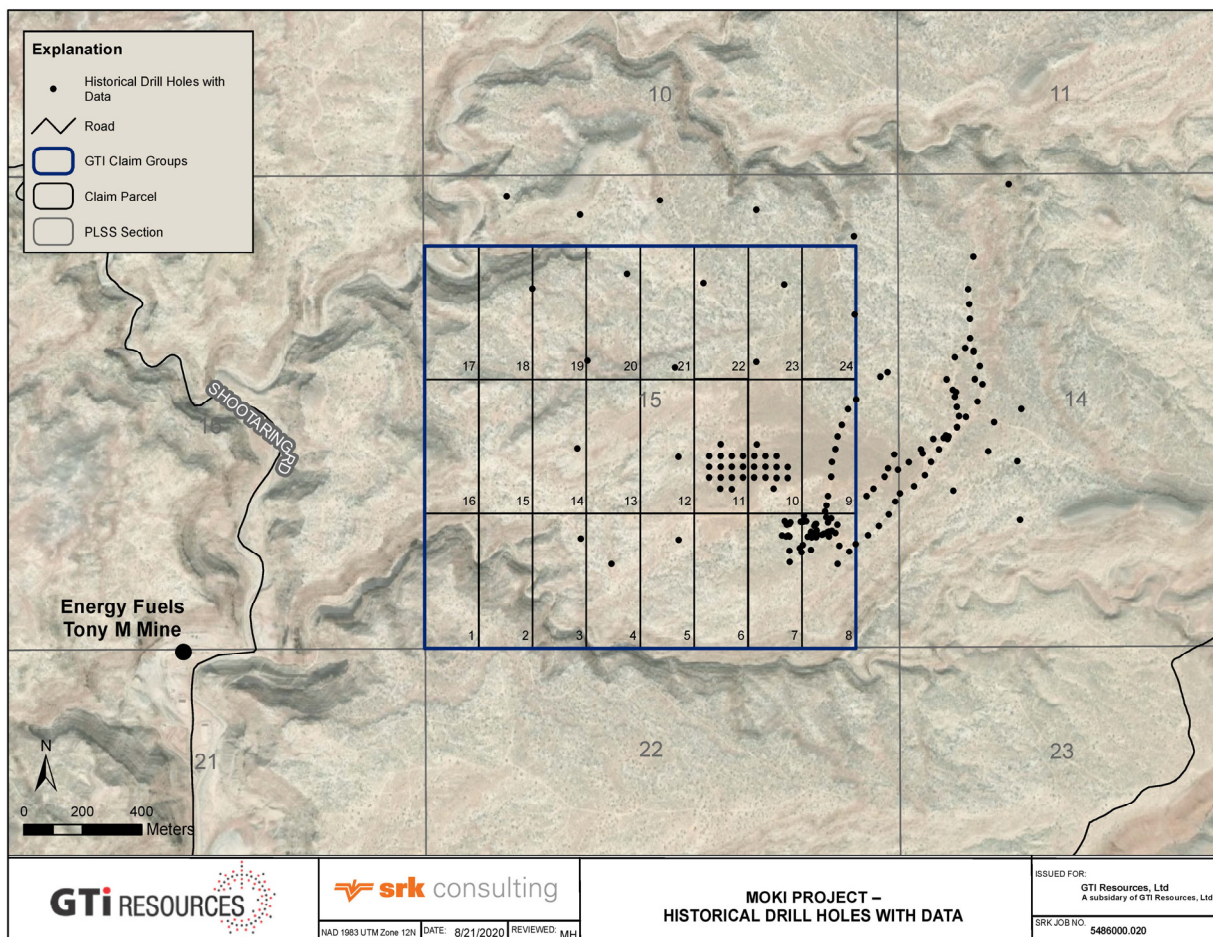 Explanation
Historical Drill Holes with
Data
Road
GTI Claim Groups
Claim Parcel
PLSS Section
10
11
17
18
19
20
21
22
23
24
15
14
SHOOTARING RD
16
15
14
13
12
11
10
9
Energy Fuels
Tony M Mine
1
2
3
4
5
6
7
8
21
22
23
N
0
200
400
Meters
GTi RESOURCES
srk consulting
NAD 1983 UTM Zone 12N
DATE: 8/21/2020
REVIEWED: MH
MOKI PROJECT –
HISTORICAL DRILL HOLES WITH DATA
ISSUED FOR:
GTI Resources, Ltd
A subsidary of GTI Resources, Ltd
SRK JOB NO.
5486000.020